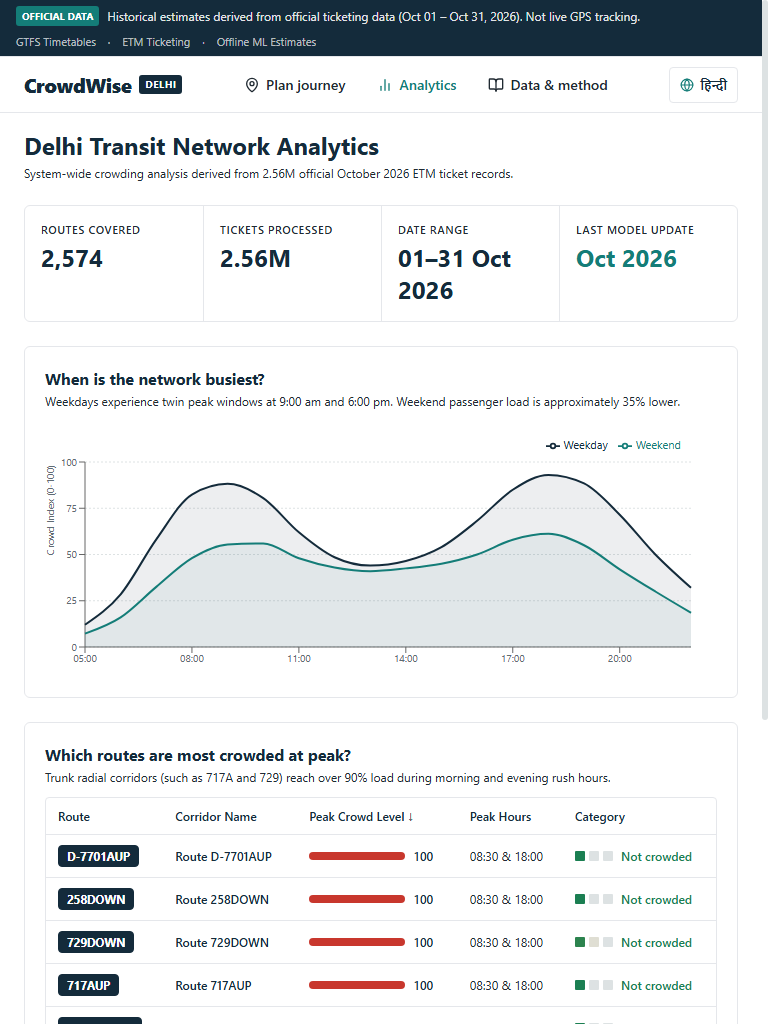 OFFICIAL DATA Historical estimates derived from official ticketing data (Oct 01 – Oct 31, 2026). Not live GPS tracking.
GTFS Timetables · ETM Ticketing · Offline ML Estimates
CrowdWise DELHI Plan journey Analytics Data & method हिन्दी
Delhi Transit Network Analytics
System-wide crowding analysis derived from 2.56M official October 2026 ETM ticket records.
ROUTES COVERED TICKETS PROCESSED DATE RANGE LAST MODEL UPDATE
2,574 2.56M 01–31 Oct Oct 2026
2026
When is the network busiest?
Weekdays experience twin peak windows at 9:00 am and 6:00 pm. Weekend passenger load is approximately 35% lower.
Weekday Weekend
Crowd Index (0-100)
100
75
50
25
0
05:00 08:00 11:00 14:00 17:00 20:00
Which routes are most crowded at peak?
Trunk radial corridors (such as 717A and 729) reach over 90% load during morning and evening rush hours.
Route Corridor Name Peak Crowd Level ↓ Peak Hours Category
D-7701AUP Route D-7701AUP 100 08:30 & 18:00 Not crowded
258DOWN Route 258DOWN 100 08:30 & 18:00 Not crowded
729DOWN Route 729DOWN 100 08:30 & 18:00 Not crowded
717AUP Route 717AUP 100 08:30 & 18:00 Not crowded